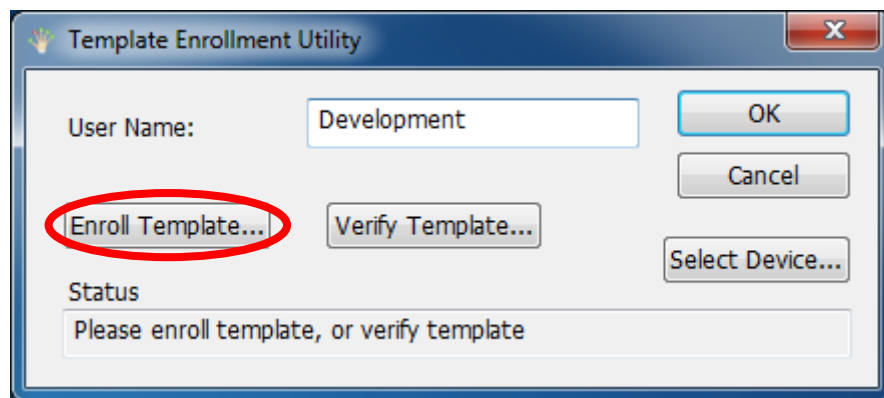 Template Enrollment Utility
User Name:
Development
OK
Cancel
Enroll Template...
Verify Template...
Select Device...
Status
Please enroll template, or verify template